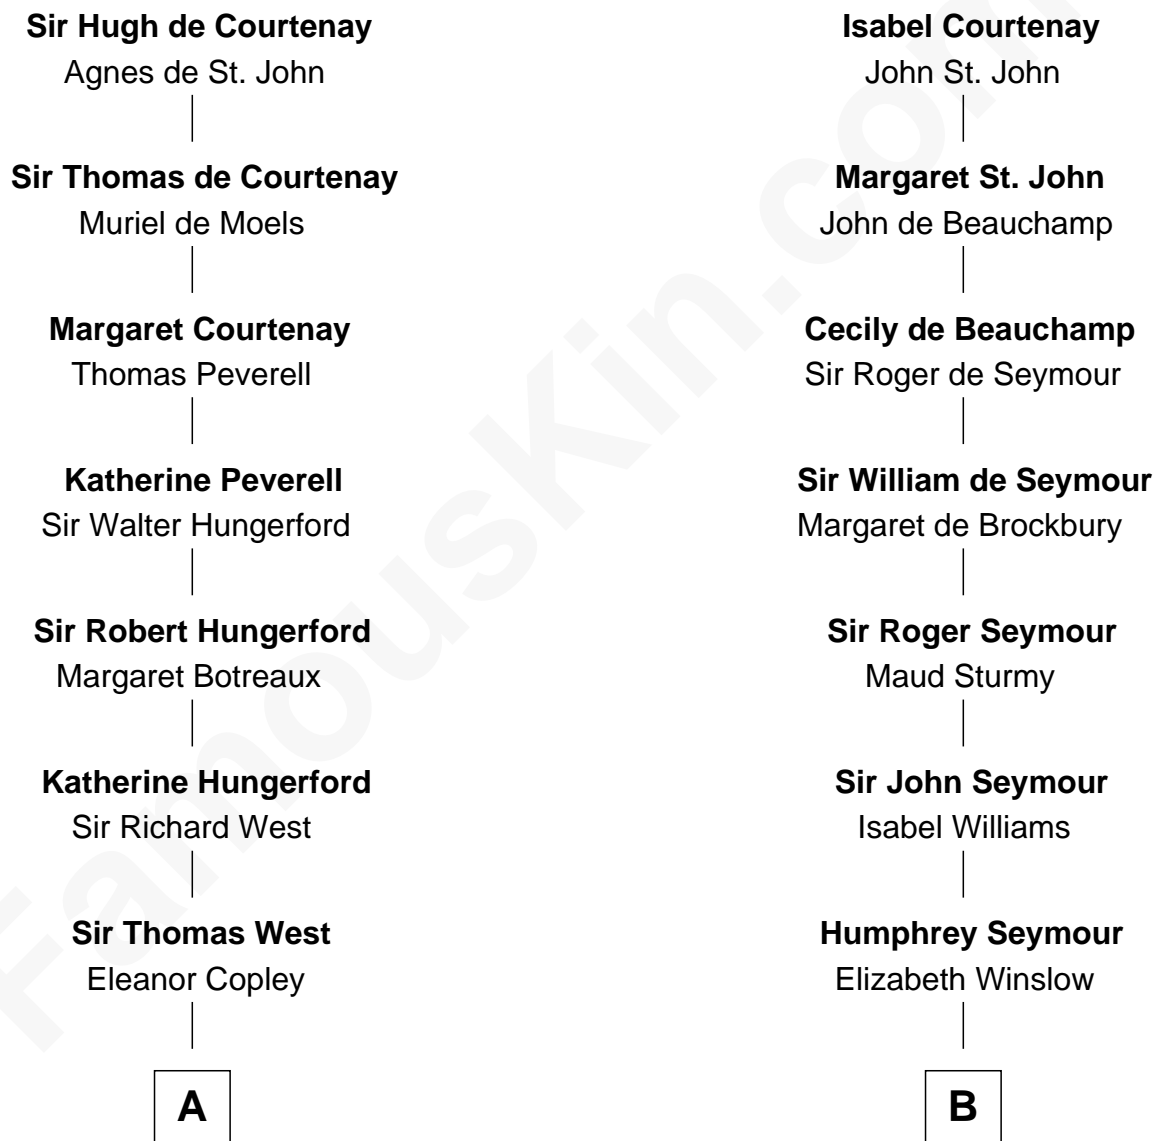 Sir Hugh de Courtenay
Agnes de St. John
Sir Thomas de Courtenay
Muriel de Moels
Margaret Courtenay
Thomas Peverell
Katherine Peverell
Sir Walter Hungerford
Sir Robert Hungerford
Margaret Botreaux
Katherine Hungerford
Sir Richard West
Sir Thomas West
Eleanor Copley
A
Isabel Courtenay
John St. John
Margaret St. John
John de Beauchamp
Cecily de Beauchamp
Sir Roger de Seymour
Sir William de Seymour
Margaret de Brockbury
Sir Roger Seymour
Maud Sturmy
Sir John Seymour
Isabel Williams
Humphrey Seymour
Elizabeth Winslow
B
FamousKin.com